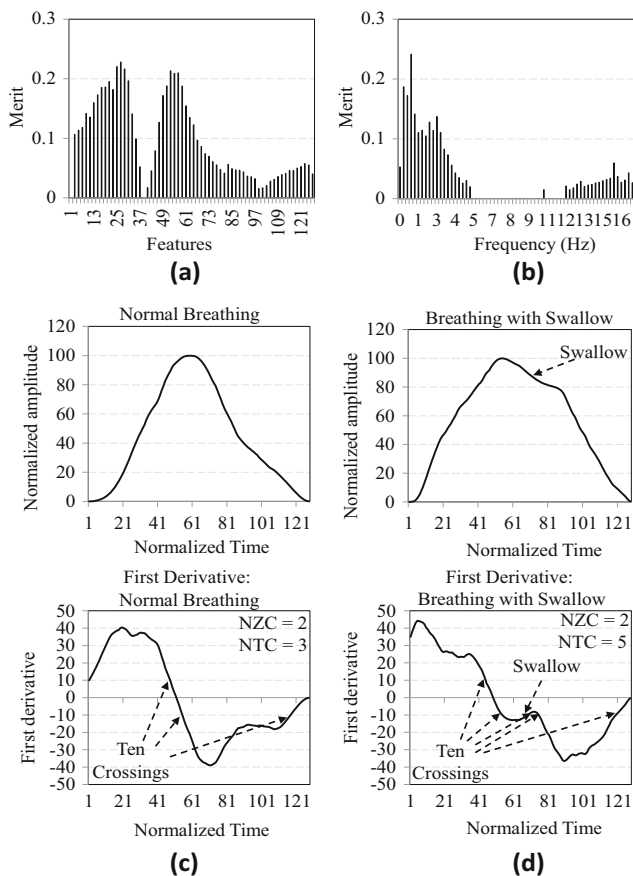 0.3
0.2
0.1
0
Merit
1
13
25
37
49
61
73
85
97
109
121
Features
(a)
0.3
0.2
0.1
0
Merit
0 1 3 4 5 6 8 9 10 12 13 15 16
Frequency (Hz)
(b)
Normal Breathing
120
100
80
60
40
20
0
Normalized amplitude
1 21 41 61 81 101 121
Normalized Time
Breathing with Swallow
120
100
80
60
40
20
0
Normalized amplitude
Swallow
1 21 41 61 81 101 121
Normalized Time
First Derivative:
Normal Breathing
50
40
30
20
10
0
-10
-20
-30
-40
-50
First derivative
NZC = 2
NTC = 3
Ten
Crossings
1 21 41 61 81 101 121
Normalized Time
(c)
First Derivative:
Breathing with Swallow
50
40
30
20
10
0
-10
-20
-30
-40
-50
First derivative
NZC = 2
NTC = 5
Swallow
Ten
Crossings
1 21 41 61 81 101 121
Normalized Time
(d)